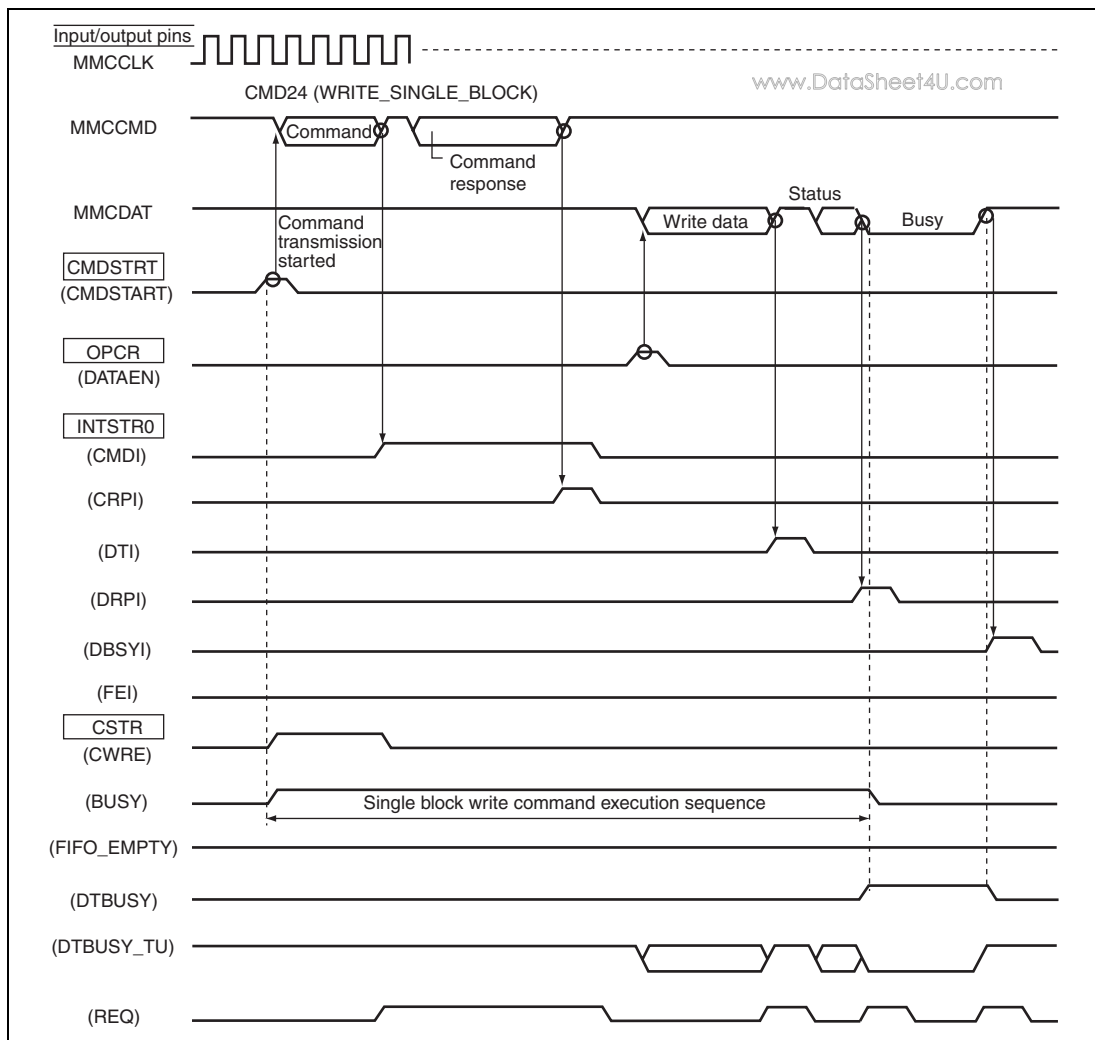 Input/output pins
MMCCLK
www.DataSheet4U.com
CMD24 (WRITE_SINGLE_BLOCK)
MMCCMD
Command
Command
response
Status
MMCDAT
Write data
Busy
Command
transmission
started
CMDSTRT
(CMDSTART)
OPCR
(DATAEN)
INTSTR0
(CMDI)
(CRPI)
(DTI)
(DRPI)
(DBSYI)
(FEI)
CSTR
(CWRE)
(BUSY)
Single block write command execution sequence
(FIFO_EMPTY)
(DTBUSY)
(DTBUSY_TU)
(REQ)